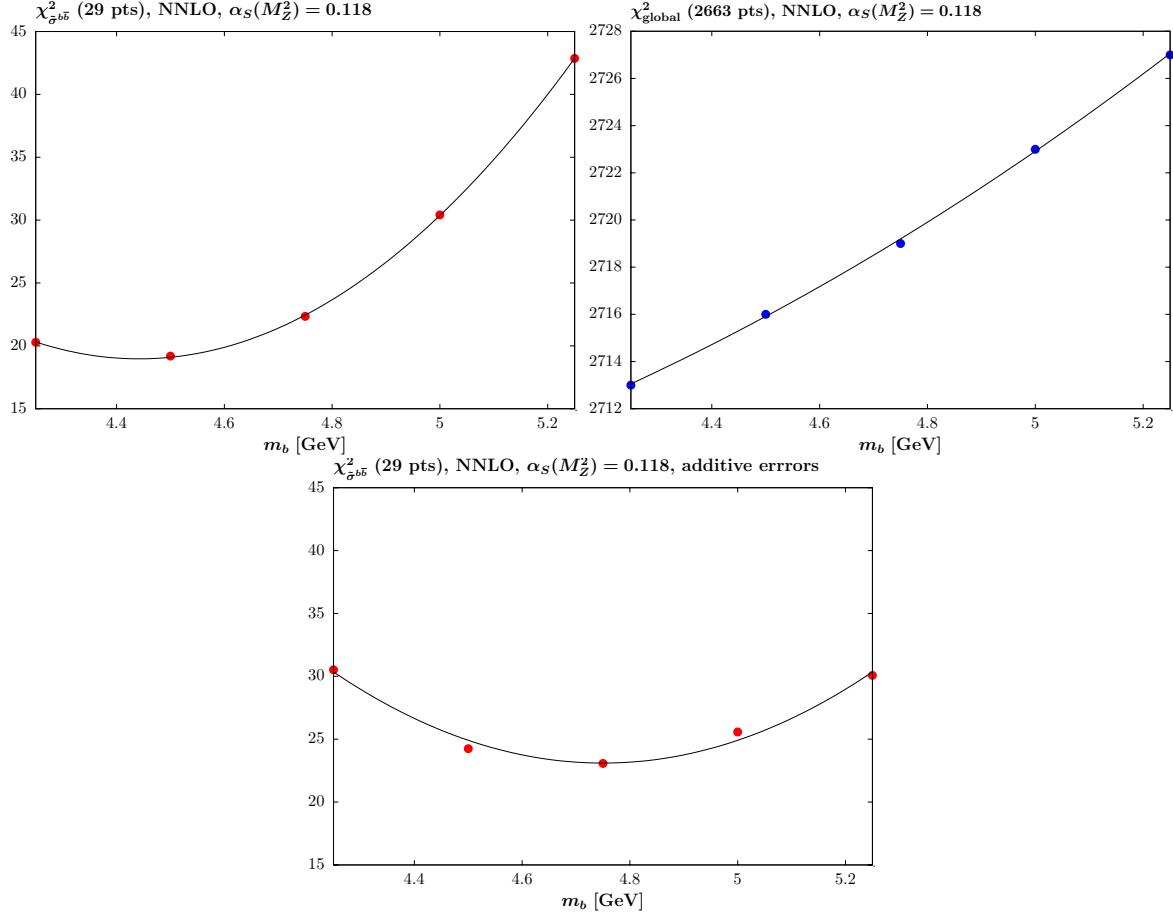 χ²_{σ̃^{bb̄}} (29 pts), NNLO, α_S(M_Z²) = 0.118
45
40
35
30
25
20
15
4.4 4.6 4.8 5 5.2
m_b [GeV]
χ²_{global} (2663 pts), NNLO, α_S(M_Z²) = 0.118
2728
2726
2724
2722
2720
2718
2716
2714
2712
4.4 4.6 4.8 5 5.2
m_b [GeV]
χ²_{σ̃^{bb̄}} (29 pts), NNLO, α_S(M_Z²) = 0.118, additive errrors
45
40
35
30
25
20
15
4.4 4.6 4.8 5 5.2
m_b [GeV]